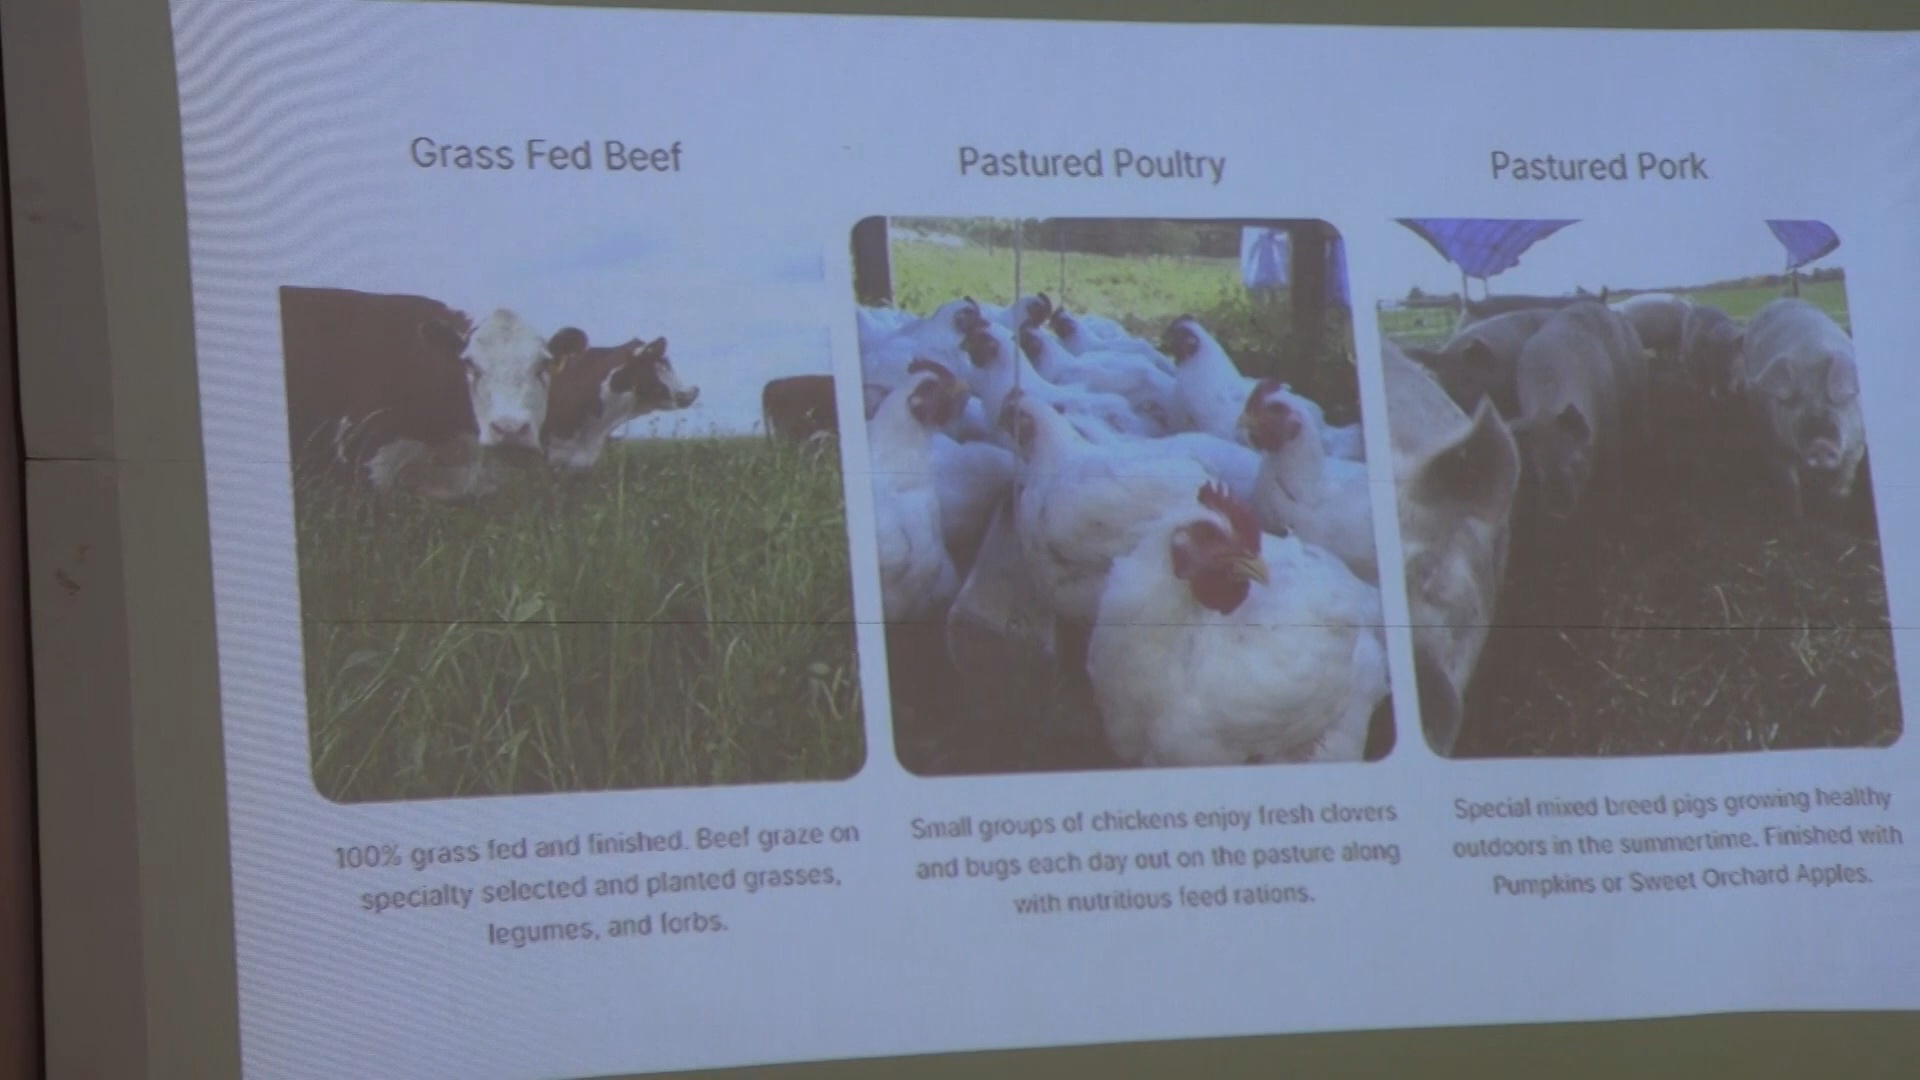 Grass Fed Beef
100% grass fed and finished. Beef graze on
specialty selected and planted grasses,
legumes, and forbs.
Pastured Poultry
Small groups of chickens enjoy fresh clovers
and bugs each day out on the pasture along
with nutritious feed rations.
Pastured Pork
Special mixed breed pigs growing healthy
outdoors in the summertime. Finished with
Pumpkins or Sweet Orchard Apples.